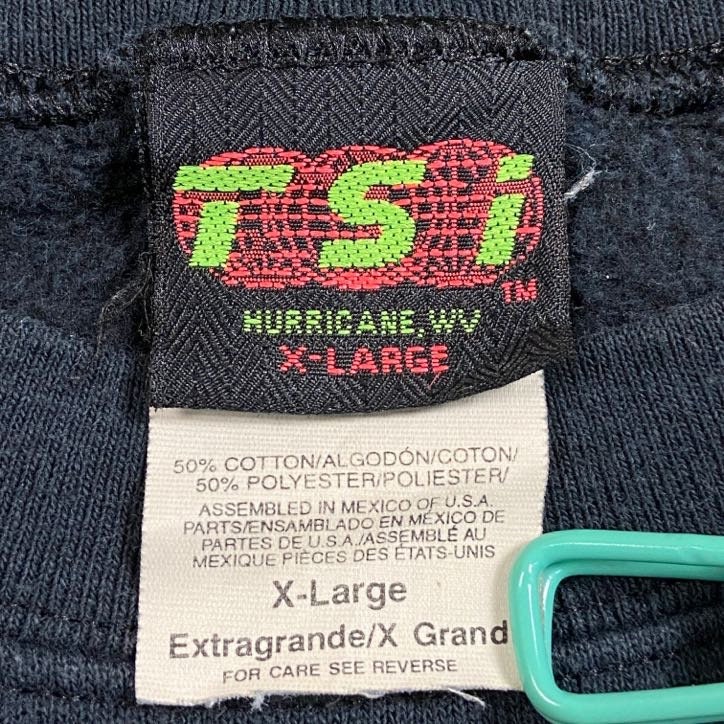 TSi
TM
HURRICANE, WV
X-LARGE
50% COTTON/ALGODÓN/COTON/
50% POLYESTER/POLIESTER/
ASSEMBLED IN MEXICO OF U.S.A.
PARTS/ENSAMBLADO EN MÉXICO DE
PARTES DE U.S.A./ASSEMBLÉ AU
MEXIQUE PIÈCES DES ÉTATS-UNIS
X-Large
Extragrande/X Grand
FOR CARE SEE REVERSE